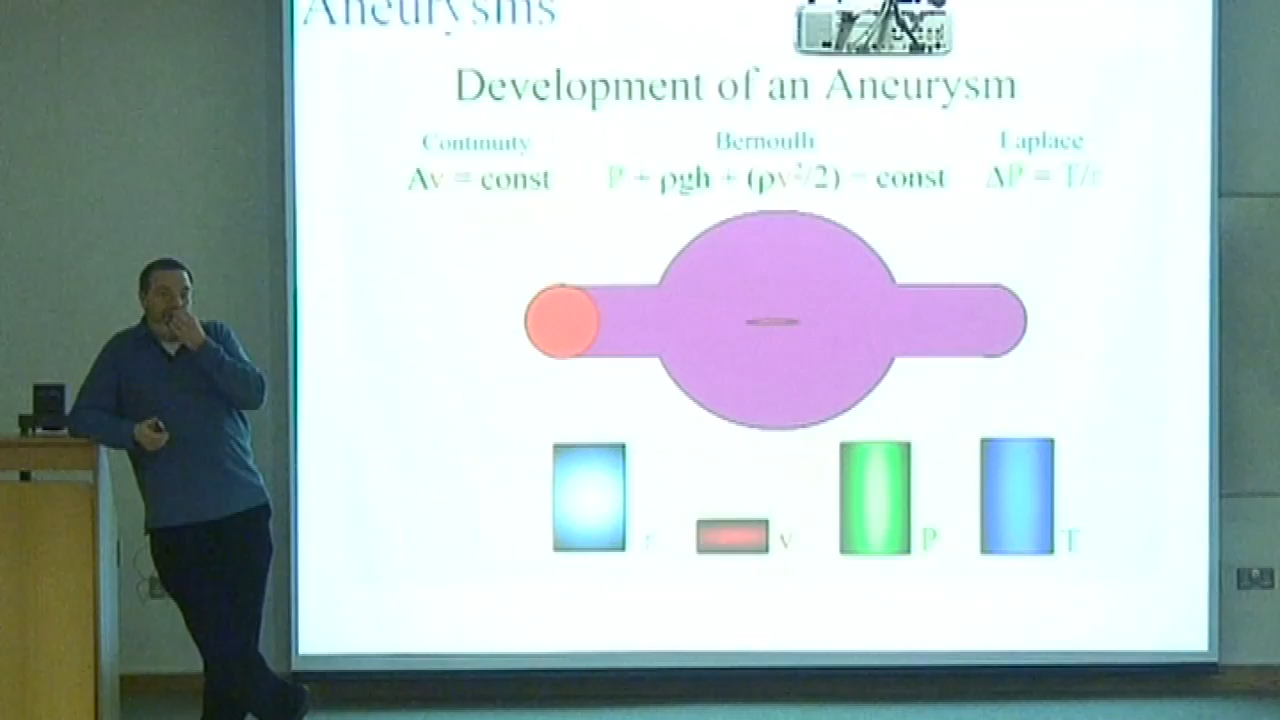 Aneurysms
Development of an Aneurysm
Continuity Bernoulli Laplace
Av = const P + ρgh + (ρv²/2) = const ΔP = T/r
r v P T